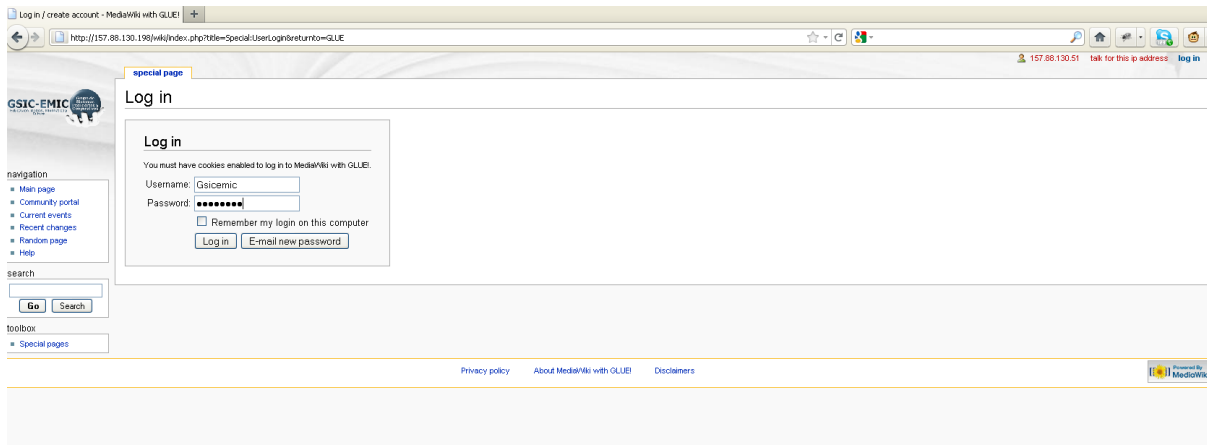 Log in / create account - MediaWiki with GLUE!
http://157.88.130.198/wiki/index.php?title=Special:UserLogin&returnto=GLUE
157.88.130.51 talk for this ip address log in
special page
GSIC-EMIC
Log in
Log in
You must have cookies enabled to log in to MediaWiki with GLUE!.
Username: Gsicemic
Password: ●●●●●●●●
Remember my login on this computer
Log in E-mail new password
navigation
Main page
Community portal
Current events
Recent changes
Random page
Help
search
Go Search
toolbox
Special pages
Privacy policy About MediaWiki with GLUE! Disclaimers
Powered By
MediaWik